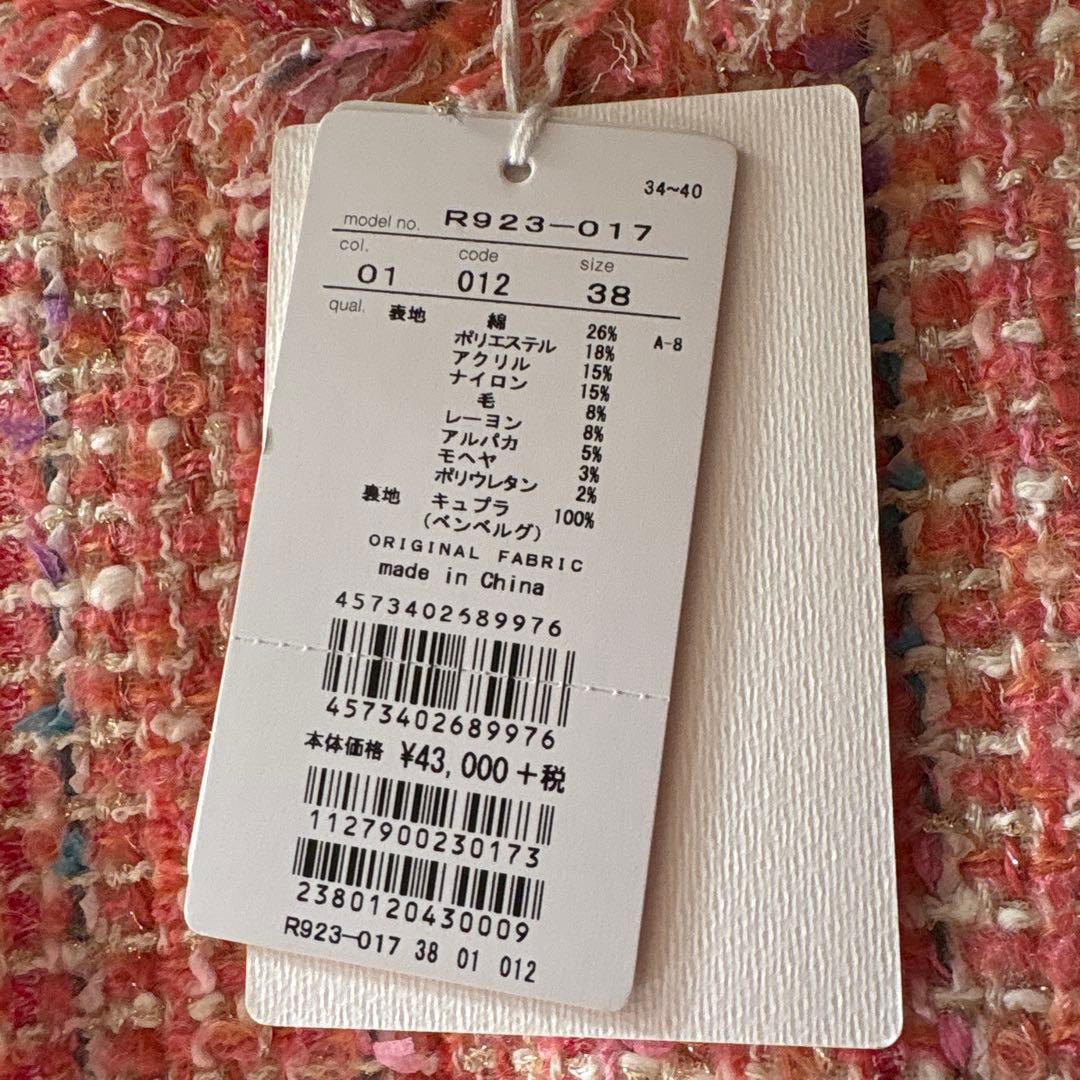 34~40
model no. R923-017
col. code size
01 012 38
qual. 表地 綿 26% A-8
ポリエステル 18%
アクリル 15%
ナイロン 15%
毛 8%
レーヨン 8%
アルパカ 5%
モヘヤ 3%
ポリウレタン 2%
裏地 キュプラ 100%
(ベンベルグ)
ORIGINAL FABRIC
made in China
4573402689976
4573402689976
本体価格 ¥43,000+税
1127900230173
2380120430009
R923-017 38 01 012